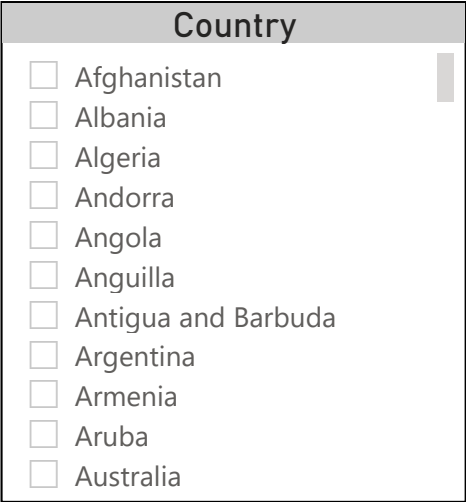 Country
Afghanistan
Albania
Algeria
Andorra
Angola
Anguilla
Antigua and Barbuda
Argentina
Armenia
Aruba
Australia